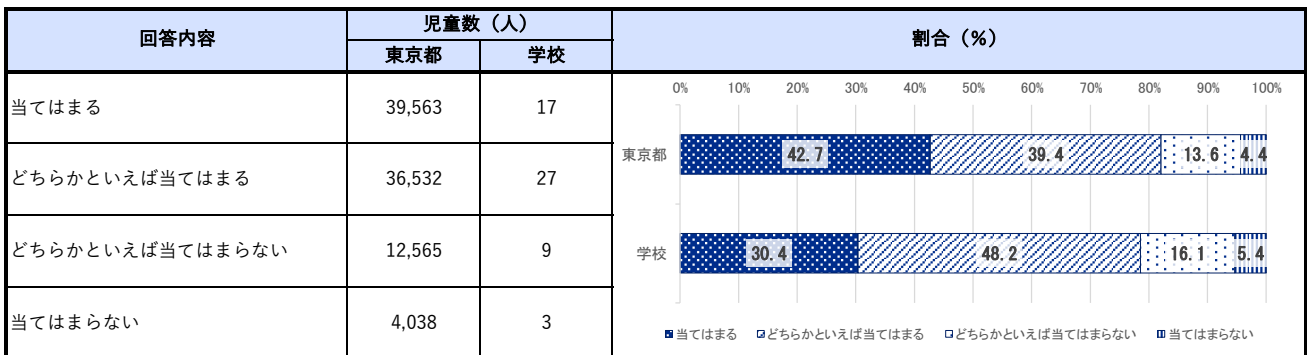 回答内容 児童数（人） 割合（％）
東京都 学校
当てはまる 39,563 17
どちらかといえば当てはまる 36,532 27
どちらかといえば当てはまらない 12,565 9
当てはまらない 4,038 3
0% 10% 20% 30% 40% 50% 60% 70% 80% 90% 100%
東京都 42.7 39.4 13.6 4.4
学校 30.4 48.2 16.1 5.4
当てはまる どちらかといえば当てはまる どちらかといえば当てはまらない 当てはまらない